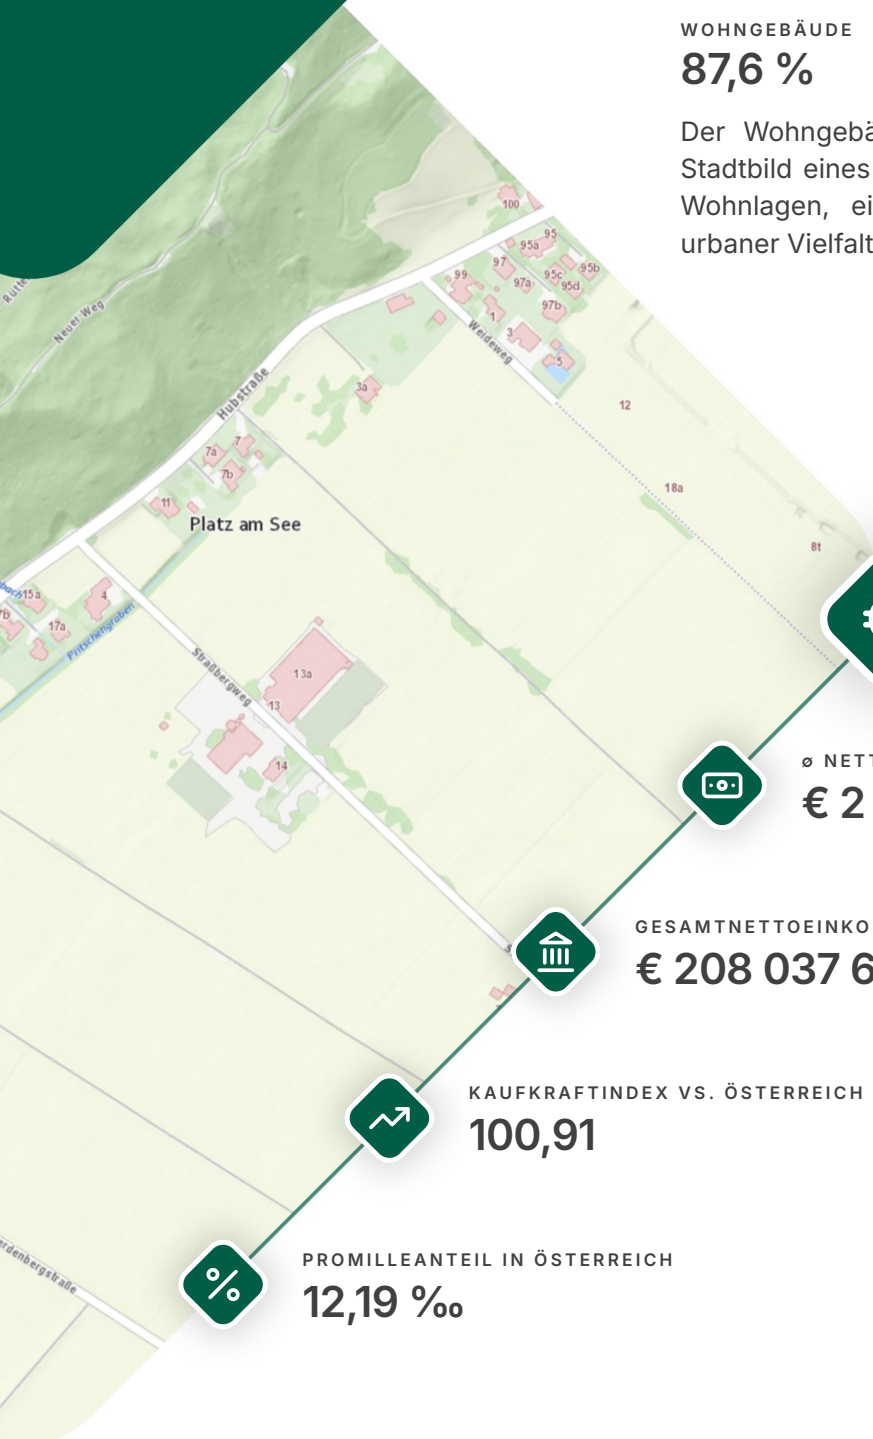 WOHNGEBÄUDE
87,6 %
Der Wohngebä
Stadtbild eines
Wohnlagen, ei
urbaner Vielfalt
100
95
95a
97
95c
95b
99
97a
95d
97b
1
3
Weideweg
5
Neuer Weg
Hubstraße
3a
12
7
7a
7b
18a
11
Platz am See
8t
15a
4
7b
17a
Pritschengraben
Straßbergweg
13a
13
14
ø NETT
€ 2
GESAMTNETTOEINKO
€ 208 037 6
KAUFKRAFTINDEX VS. ÖSTERREICH
100,91
PROMILLEANTEIL IN ÖSTERREICH
12,19 ‰
erdenbergstraße